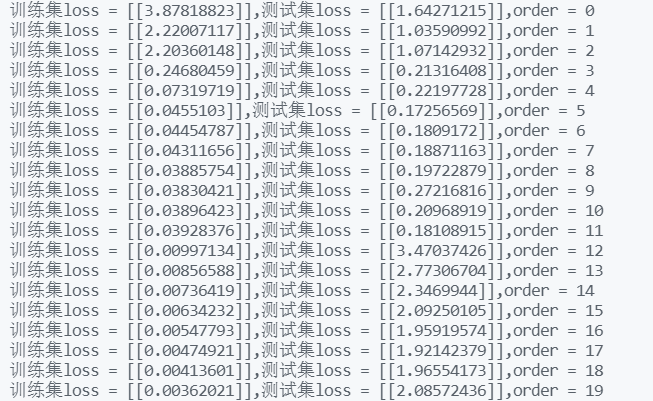 训练集loss = [[3.87818823]],测试集loss = [[1.64271215]],order = 0
训练集loss = [[2.22007117]],测试集loss = [[1.03590992]],order = 1
训练集loss = [[2.20360148]],测试集loss = [[1.07142932]],order = 2
训练集loss = [[0.24680459]],测试集loss = [[0.21316408]],order = 3
训练集loss = [[0.07319719]],测试集loss = [[0.22197728]],order = 4
训练集loss = [[0.0455103]],测试集loss = [[0.17256569]],order = 5
训练集loss = [[0.04454787]],测试集loss = [[0.1809172]],order = 6
训练集loss = [[0.04311656]],测试集loss = [[0.18871163]],order = 7
训练集loss = [[0.03885754]],测试集loss = [[0.19722879]],order = 8
训练集loss = [[0.03830421]],测试集loss = [[0.27216816]],order = 9
训练集loss = [[0.03896423]],测试集loss = [[0.20968919]],order = 10
训练集loss = [[0.03928376]],测试集loss = [[0.18108915]],order = 11
训练集loss = [[0.00997134]],测试集loss = [[3.47037426]],order = 12
训练集loss = [[0.00856588]],测试集loss = [[2.77306704]],order = 13
训练集loss = [[0.00736419]],测试集loss = [[2.3469944]],order = 14
训练集loss = [[0.00634232]],测试集loss = [[2.09250105]],order = 15
训练集loss = [[0.00547793]],测试集loss = [[1.95919574]],order = 16
训练集loss = [[0.00474921]],测试集loss = [[1.92142379]],order = 17
训练集loss = [[0.00413601]],测试集loss = [[1.96554173]],order = 18
训练集loss = [[0.00362021]],测试集loss = [[2.08572436]],order = 19